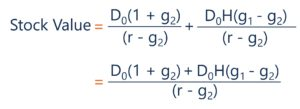 Stock Value = D₀(1 + g₂) / (r - g₂) + D₀H(g₁ - g₂) / (r - g₂)
= D₀(1 + g₂) + D₀H(g₁ - g₂) / (r - g₂)